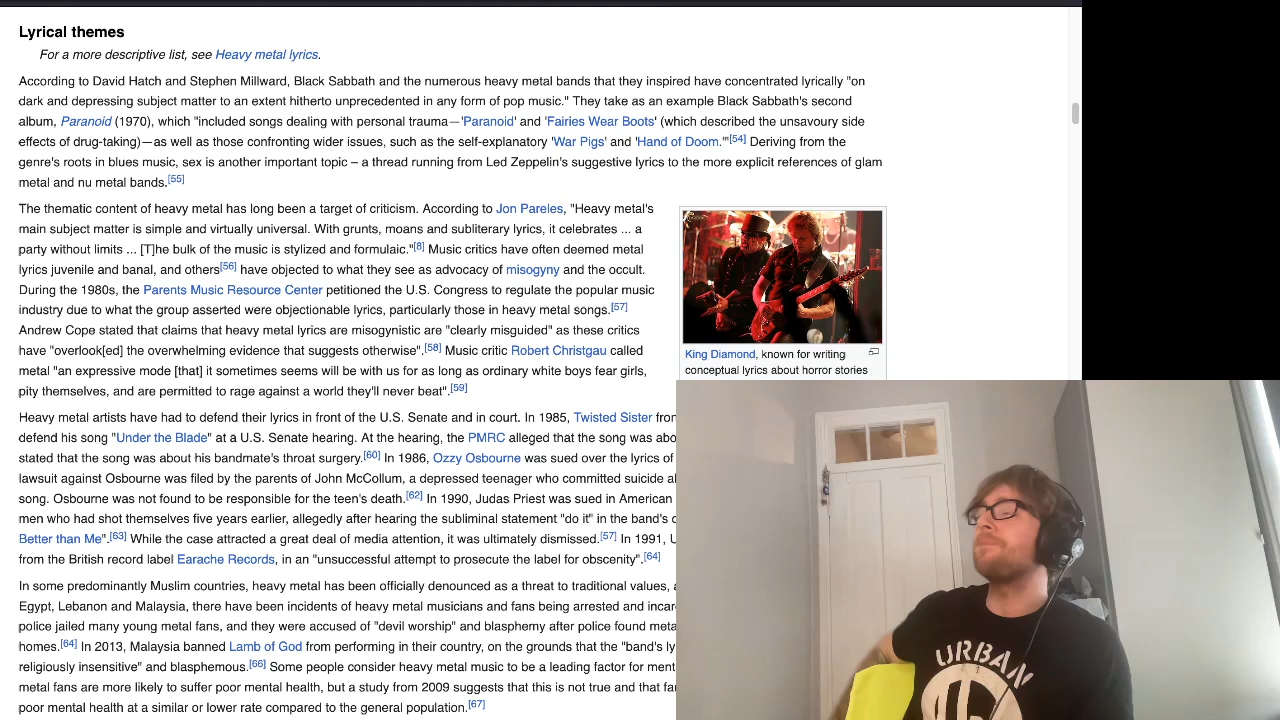 Lyrical themes
For a more descriptive list, see Heavy metal lyrics.
According to David Hatch and Stephen Millward, Black Sabbath and the numerous heavy metal bands that they inspired have concentrated lyrically "on
dark and depressing subject matter to an extent hitherto unprecedented in any form of pop music." They take as an example Black Sabbath's second
album, Paranoid (1970), which "included songs dealing with personal trauma—'Paranoid' and 'Fairies Wear Boots' (which described the unsavoury side
effects of drug-taking)—as well as those confronting wider issues, such as the self-explanatory 'War Pigs' and 'Hand of Doom.'"[54] Deriving from the
genre's roots in blues music, sex is another important topic – a thread running from Led Zeppelin's suggestive lyrics to the more explicit references of glam
metal and nu metal bands.[55]
The thematic content of heavy metal has long been a target of criticism. According to Jon Pareles, "Heavy metal's
main subject matter is simple and virtually universal. With grunts, moans and subliterary lyrics, it celebrates ... a
party without limits ... [T]he bulk of the music is stylized and formulaic."[8] Music critics have often deemed metal
lyrics juvenile and banal, and others[56] have objected to what they see as advocacy of misogyny and the occult.
During the 1980s, the Parents Music Resource Center petitioned the U.S. Congress to regulate the popular music
industry due to what the group asserted were objectionable lyrics, particularly those in heavy metal songs.[57]
Andrew Cope stated that claims that heavy metal lyrics are misogynistic are "clearly misguided" as these critics
have "overlook[ed] the overwhelming evidence that suggests otherwise".[58] Music critic Robert Christgau called
metal "an expressive mode [that] it sometimes seems will be with us for as long as ordinary white boys fear girls,
pity themselves, and are permitted to rage against a world they'll never beat".[59]
King Diamond, known for writing
conceptual lyrics about horror stories
Heavy metal artists have had to defend their lyrics in front of the U.S. Senate and in court. In 1985, Twisted Sister fron
defend his song "Under the Blade" at a U.S. Senate hearing. At the hearing, the PMRC alleged that the song was abo
stated that the song was about his bandmate's throat surgery.[60] In 1986, Ozzy Osbourne was sued over the lyrics of
lawsuit against Osbourne was filed by the parents of John McCollum, a depressed teenager who committed suicide al
song. Osbourne was not found to be responsible for the teen's death.[62] In 1990, Judas Priest was sued in American
men who had shot themselves five years earlier, allegedly after hearing the subliminal statement "do it" in the band's c
Better than Me".[63] While the case attracted a great deal of media attention, it was ultimately dismissed.[57] In 1991, U
from the British record label Earache Records, in an "unsuccessful attempt to prosecute the label for obscenity".[64]
In some predominantly Muslim countries, heavy metal has been officially denounced as a threat to traditional values, a
Egypt, Lebanon and Malaysia, there have been incidents of heavy metal musicians and fans being arrested and incar
police jailed many young metal fans, and they were accused of "devil worship" and blasphemy after police found meta
homes.[64] In 2013, Malaysia banned Lamb of God from performing in their country, on the grounds that the "band's ly
religiously insensitive" and blasphemous.[66] Some people consider heavy metal music to be a leading factor for ment
metal fans are more likely to suffer poor mental health, but a study from 2009 suggests that this is not true and that fa
poor mental health at a similar or lower rate compared to the general population.[67]
URBAN